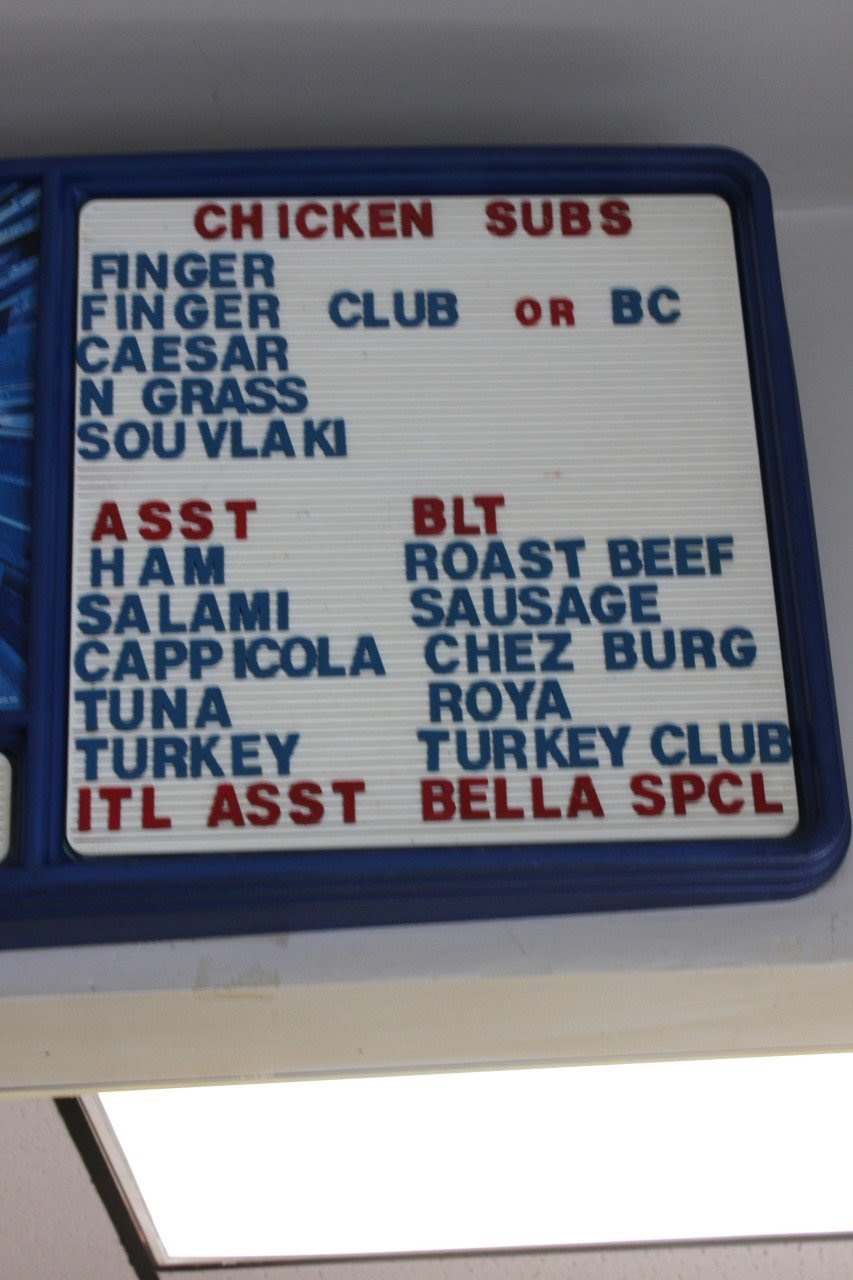 CHICKEN SUBS
FINGER
FINGER CLUB OR BC
CAESAR
N GRASS
SOUVLAKI
ASST BLT
HAM ROAST BEEF
SALAMI SAUSAGE
CAPPICOLA CHEZ BURG
TUNA ROYA
TURKEY TURKEY CLUB
ITL ASST BELLA SPCL